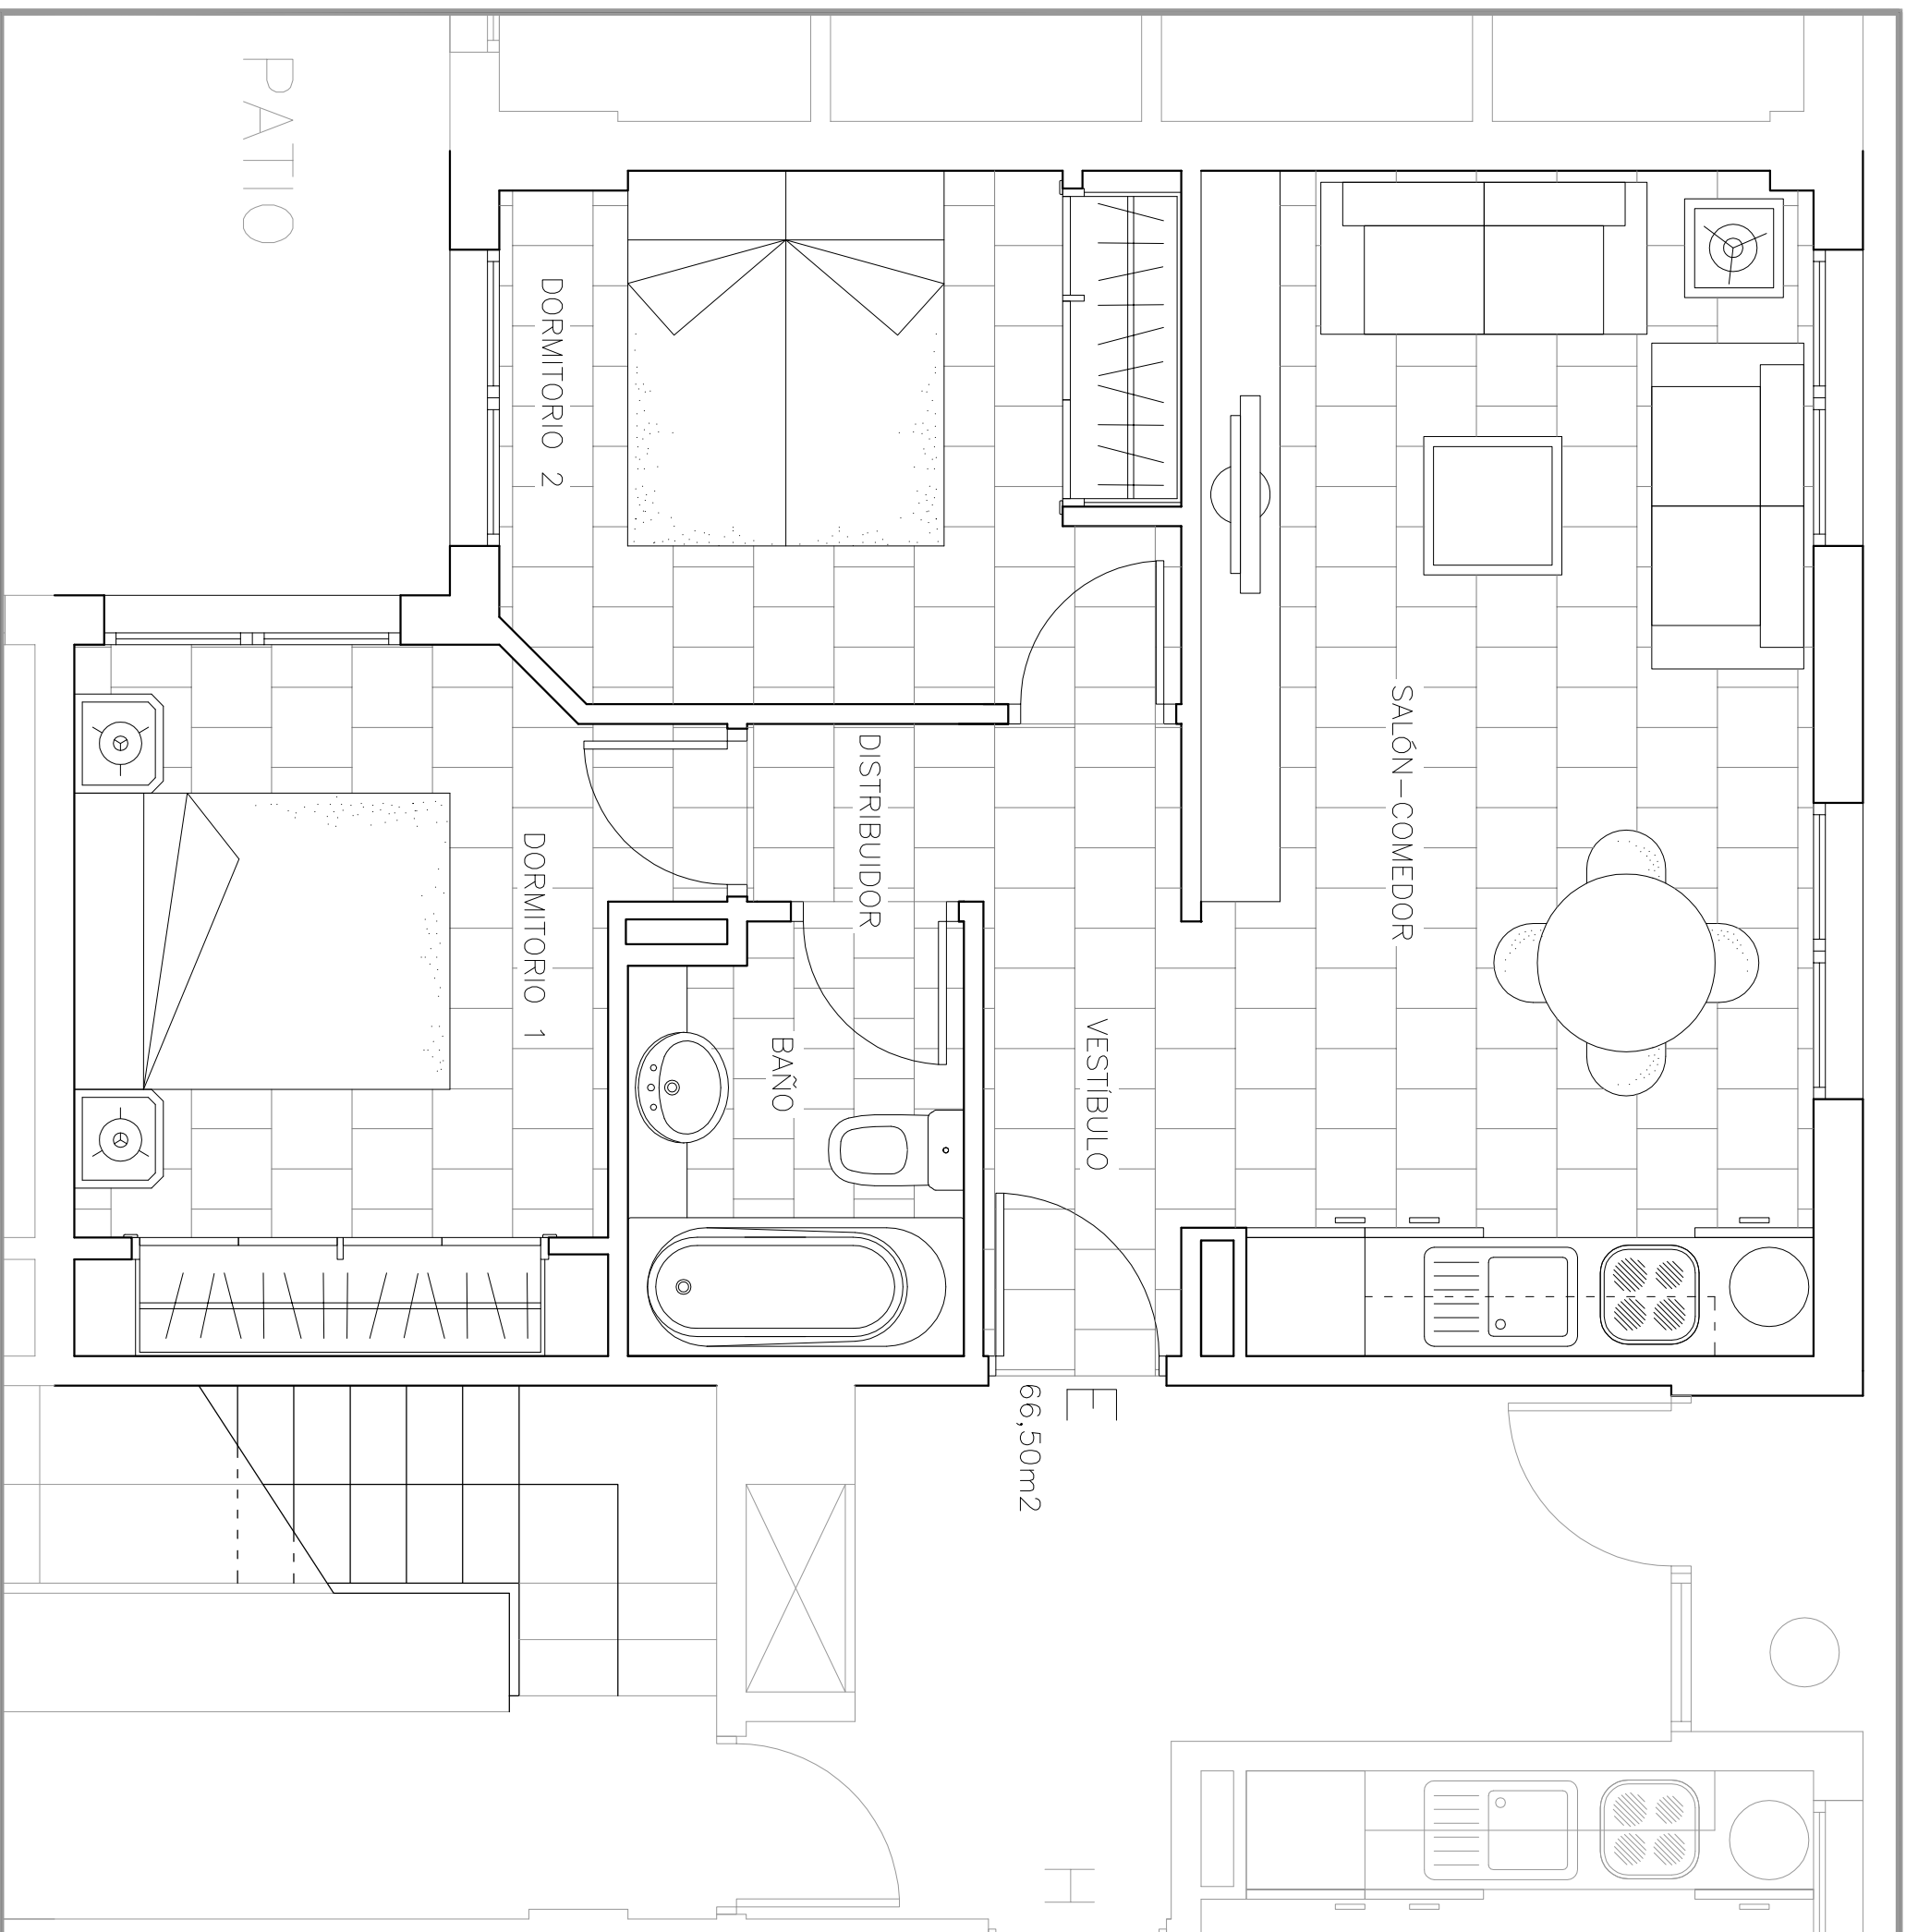 PATIO
DORMITORIO 2
SALÓN-COMEDOR
DISTRIBUIDOR
DORMITORIO 1
BAÑO
VESTÍBULO
E
66,50m2
H